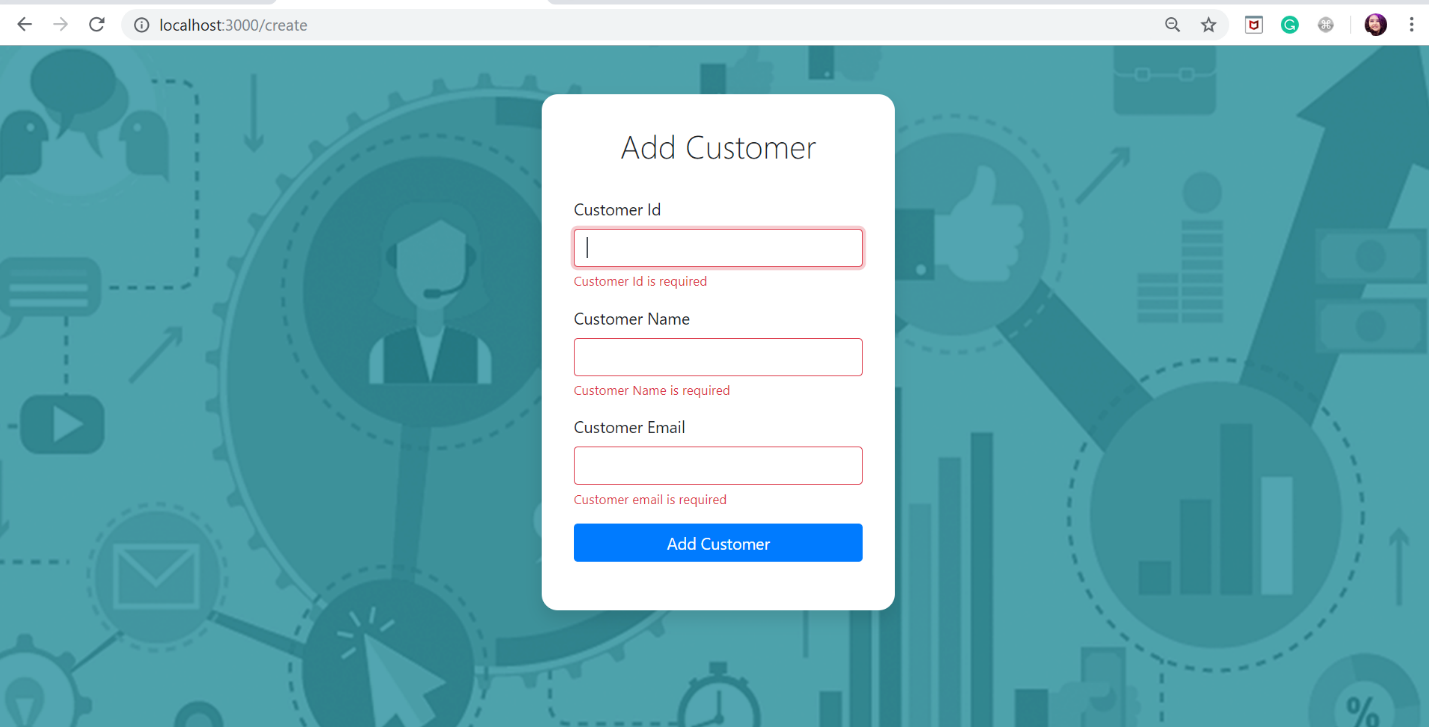 localhost:3000/create
Add Customer
Customer Id
Customer Id is required
Customer Name
Customer Name is required
Customer Email
Customer email is required
Add Customer
%